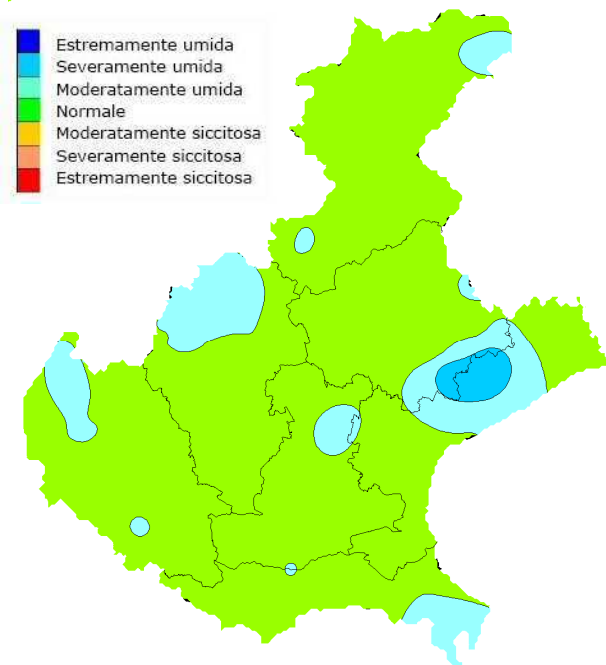 Estremamente umida
Severamente umida
Moderatamente umida
Normale
Moderatamente siccitosa
Severamente siccitosa
Estremamente siccitosa